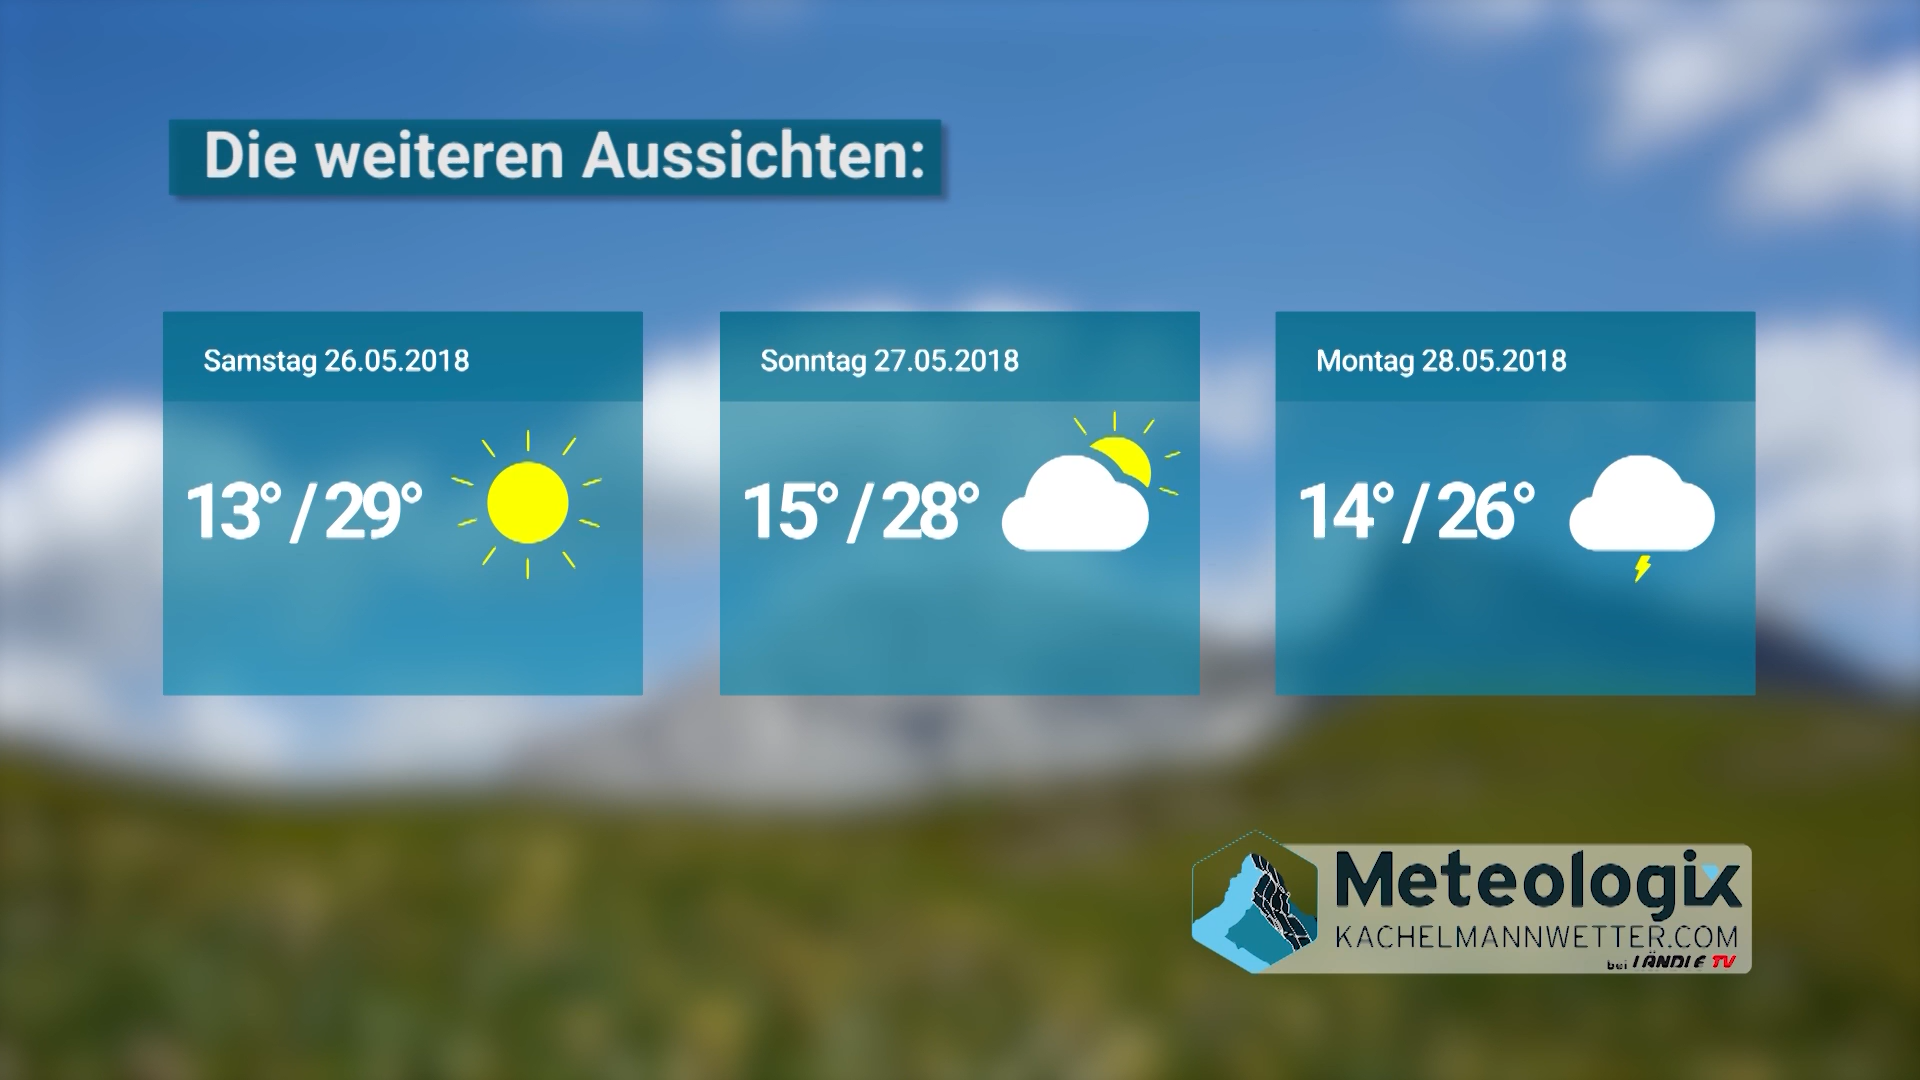 Die weiteren Aussichten:
Samstag 26.05.2018
13°/29°
Sonntag 27.05.2018
15°/28°
Montag 28.05.2018
14°/26°
Meteologix
KACHELMANNWETTER.COM
bei LÄNDLE TV